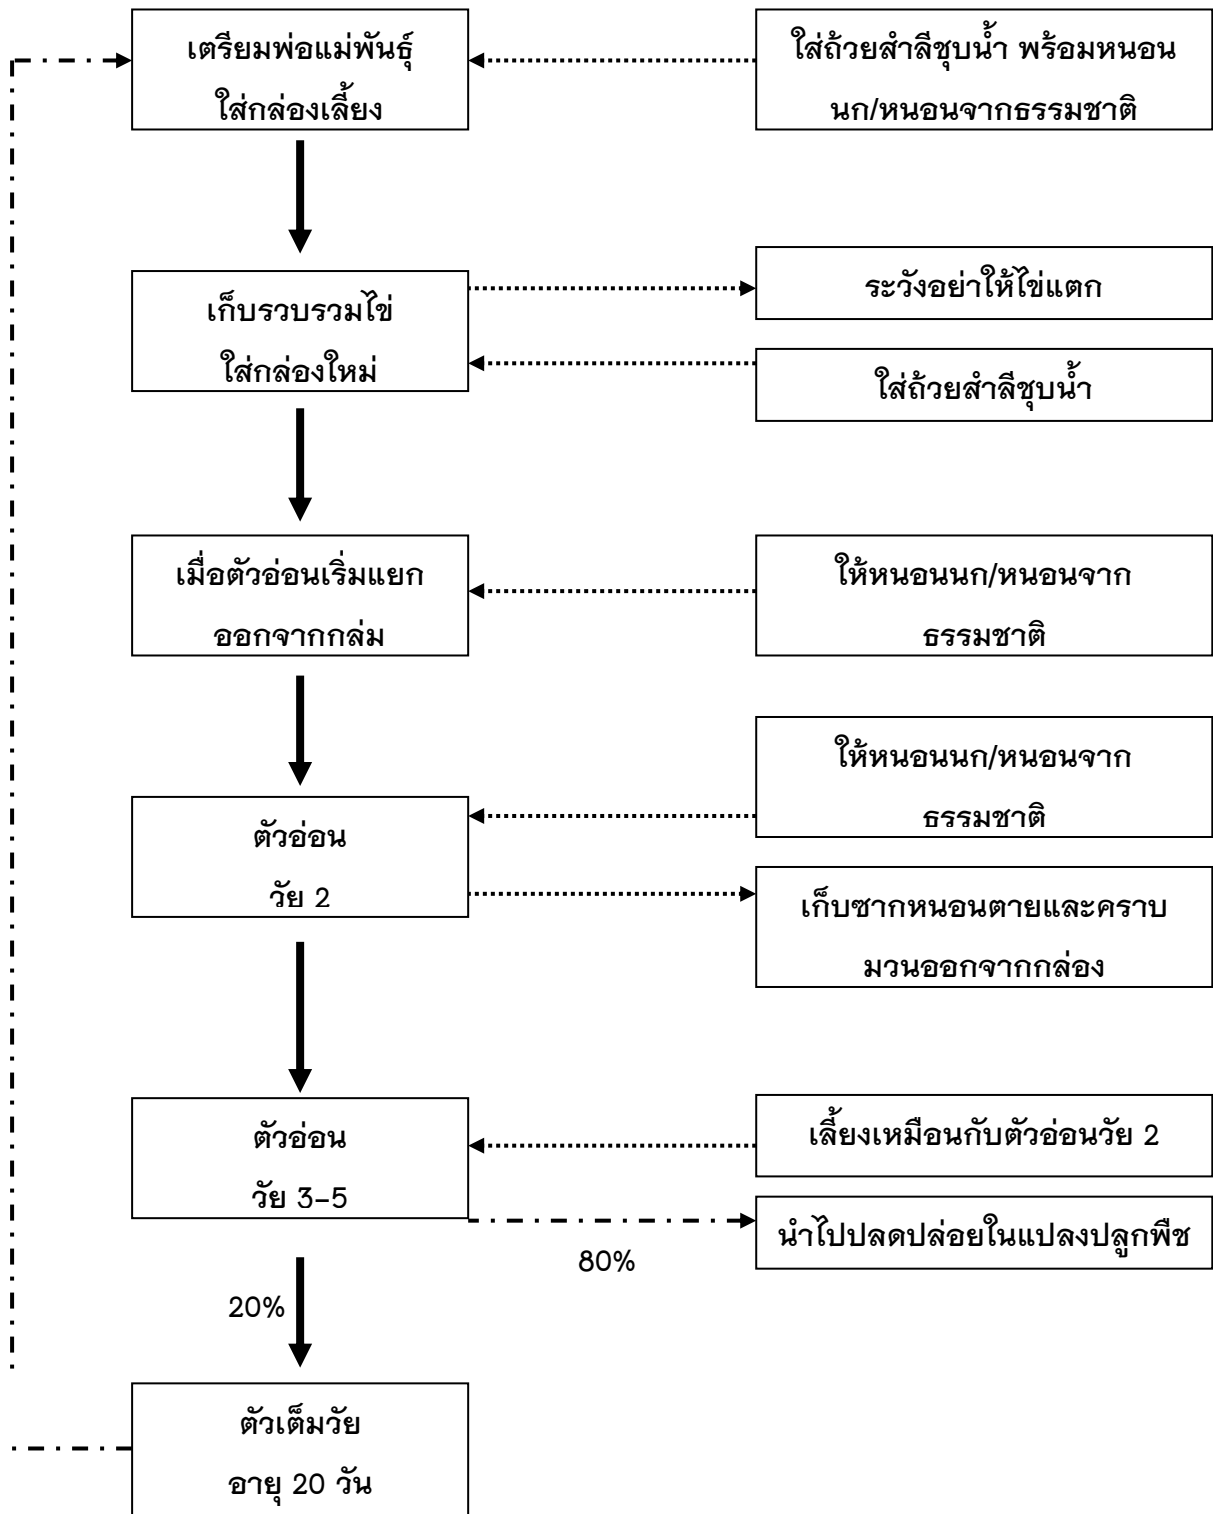 เตรียมพ่อแม่พันธุ์
ใส่กล่องเลี้ยง
ใส่ถ้วยสำลีชุบน้ำ พร้อมหนอน
นก/หนอนจากธรรมชาติ
เก็บรวบรวมไข่
ใส่กล่องใหม่
ระวังอย่าให้ไข่แตก
ใส่ถ้วยสำลีชุบน้ำ
เมื่อตัวอ่อนเริ่มแยก
ออกจากกลุ่ม
ให้หนอนนก/หนอนจาก
ธรรมชาติ
ให้หนอนนก/หนอนจาก
ธรรมชาติ
ตัวอ่อน
วัย 2
เก็บซากหนอนตายและคราบ
มวนออกจากกล่อง
ตัวอ่อน
วัย 3-5
เลี้ยงเหมือนกับตัวอ่อนวัย 2
นำไปปลดปล่อยในแปลงปลูกพืช
80%
20%
ตัวเต็มวัย
อายุ 20 วัน